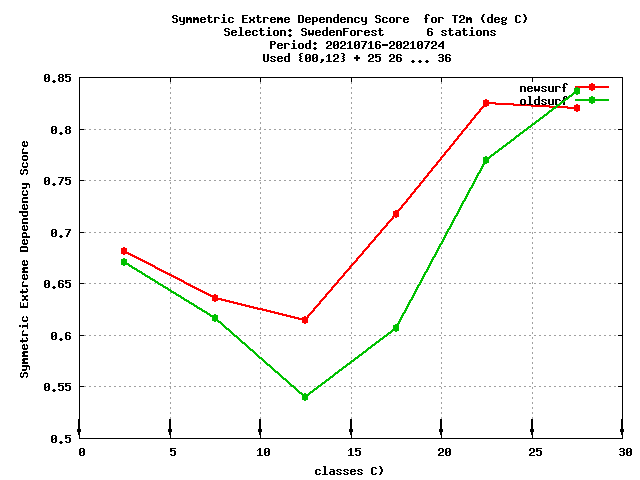 Symmetric Extreme Dependency Score  for T2m (deg C)
Selection: SwedenForest      6 stations
Period: 20210716-20210724
Used {00,12} + 25 26 ... 36
newsurf
oldsurf
Symmetric Extreme Dependency Score
0.85
0.8
0.75
0.7
0.65
0.6
0.55
0.5
0 5 10 15 20 25 30
classes C)